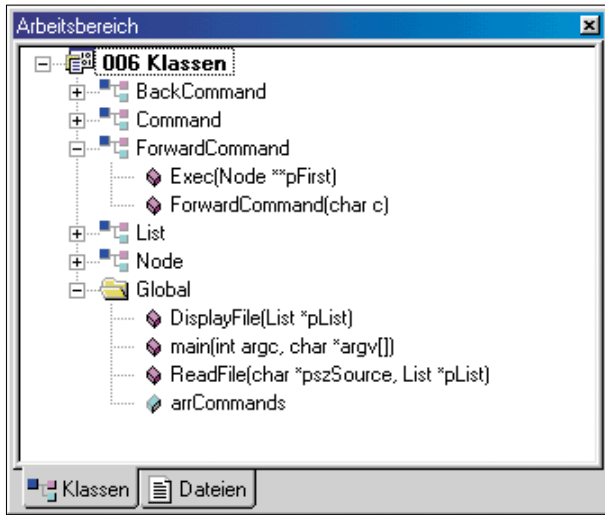 Arbeitsbereich
006 Klassen
BackCommand
Command
ForwardCommand
Exec(Node **pFirst)
ForwardCommand(char c)
List
Node
Global
DisplayFile(List *pList)
main(int argc, char *argv[])
ReadFile(char *pszSource, List *pList)
arrCommands
Klassen Dateien